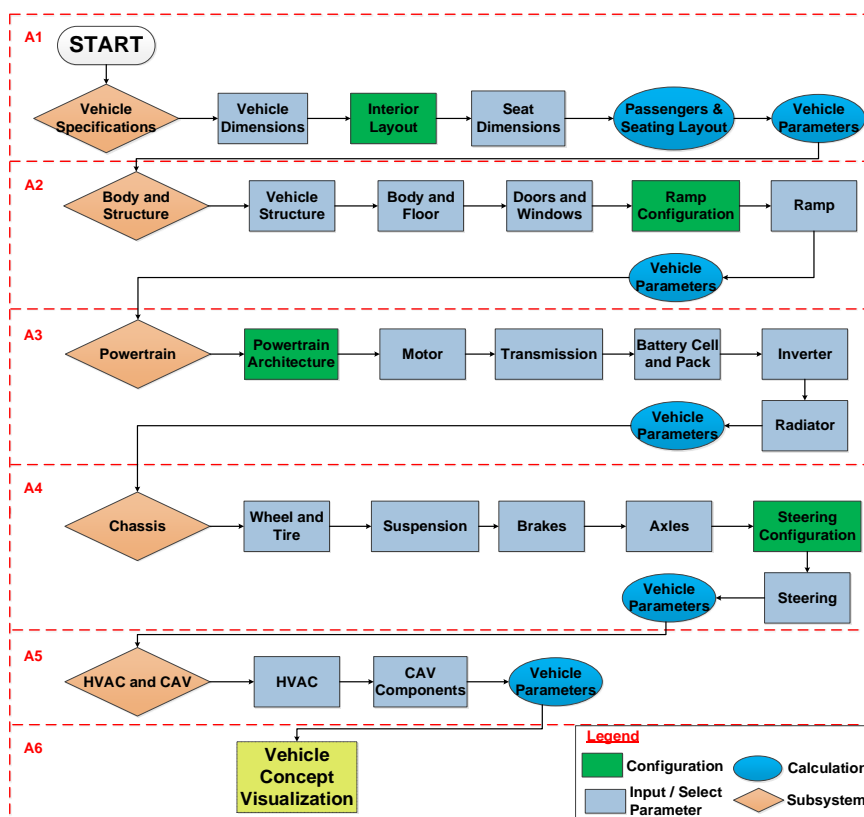 A1
START
Vehicle
Specifications
Vehicle
Dimensions
Interior
Layout
Seat
Dimensions
Passengers &
Seating Layout
Vehicle
Parameters
A2
Body and
Structure
Vehicle
Structure
Body and
Floor
Doors and
Windows
Ramp
Configuration
Ramp
Vehicle
Parameters
A3
Powertrain
Powertrain
Architecture
Motor
Transmission
Battery Cell
and Pack
Inverter
Radiator
Vehicle
Parameters
A4
Chassis
Wheel and
Tire
Suspension
Brakes
Axles
Steering
Configuration
Steering
Vehicle
Parameters
A5
HVAC and CAV
HVAC
CAV
Components
Vehicle
Parameters
A6
Vehicle
Concept
Visualization
Legend
Configuration
Calculation
Input / Select
Parameter
Subsystem